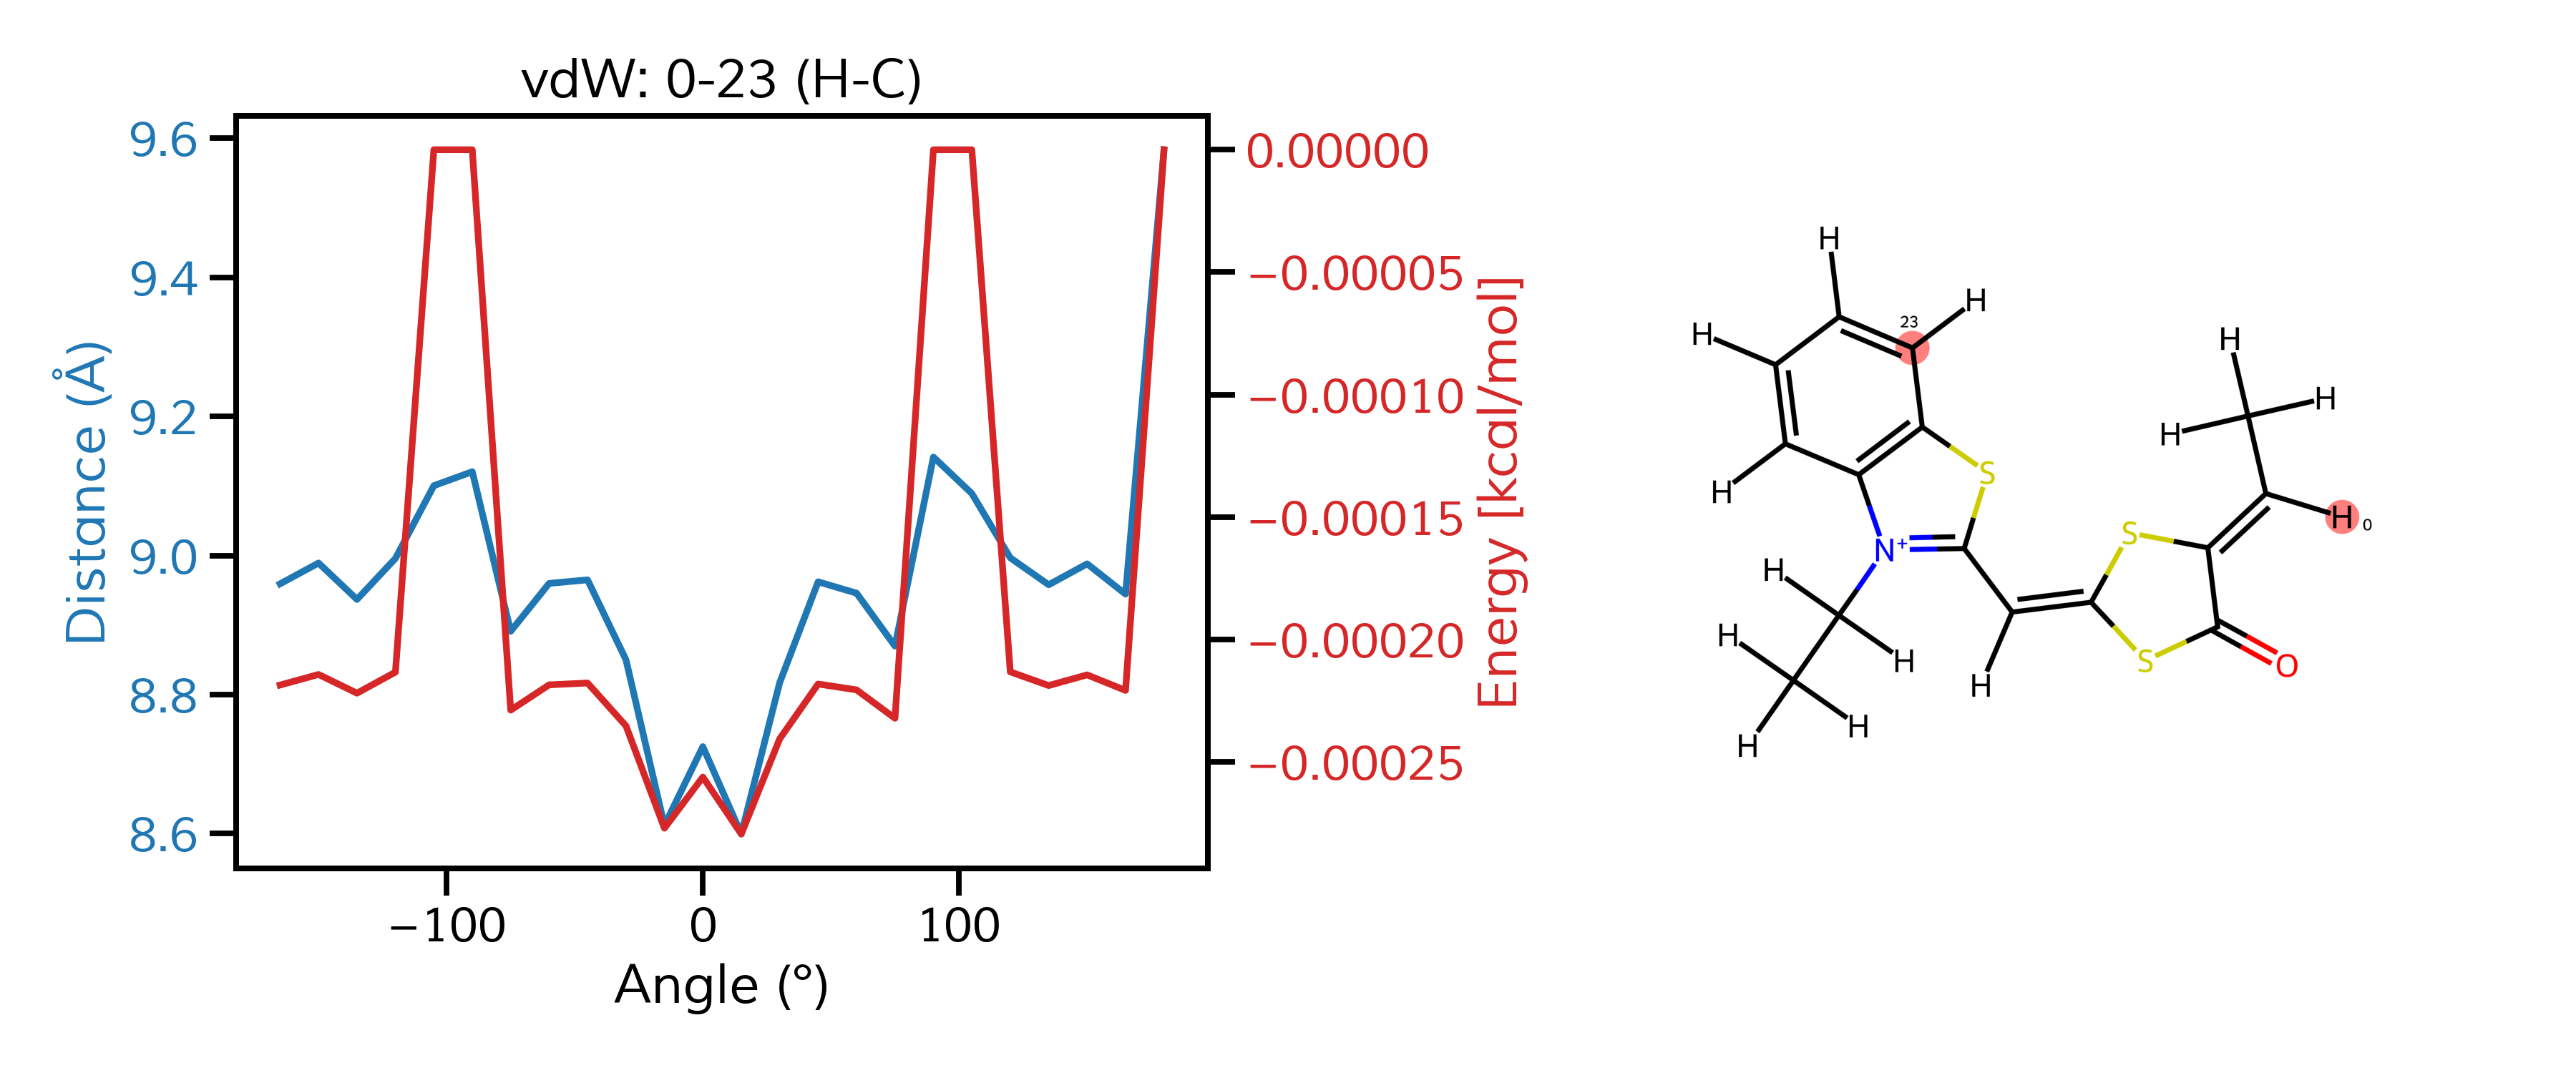 vdW: 0-23 (H-C)
9.6
9.4
9.2
9.0
8.8
8.6
Distance (Å)
0.00000
−0.00005
−0.00010
−0.00015
−0.00020
−0.00025
Energy [kcal/mol]
−100
0
100
Angle (°)
H
H
23
H
H
S
H
N+
H
H
H
H
H
H
S
S
O
H
H
H
H
0